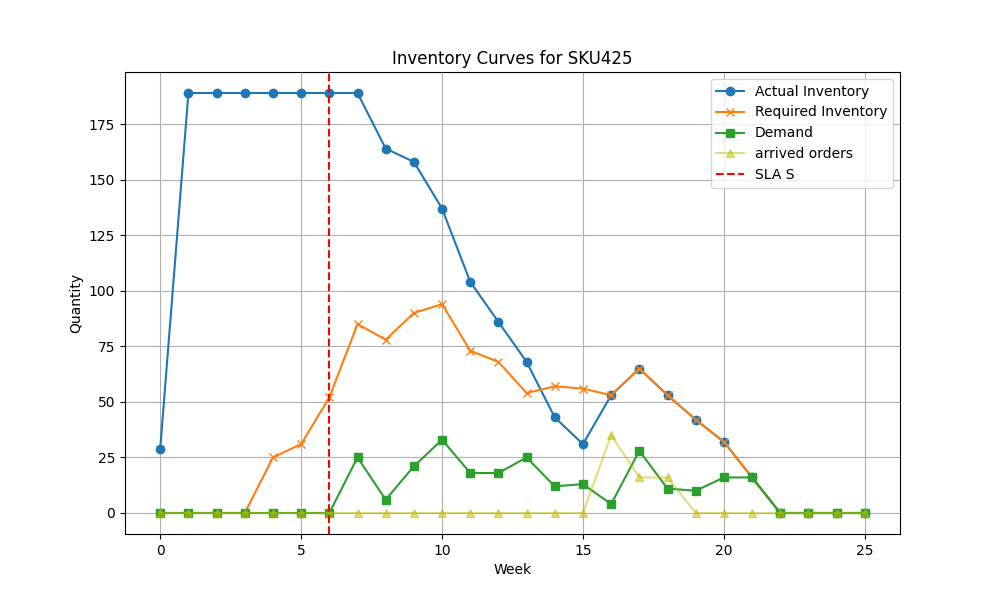 Inventory Curves for SKU425
Actual Inventory
Required Inventory
Demand
arrived orders
SLA S
Quantity
175
150
125
100
75
50
25
0
0 5 10 15 20 25
Week